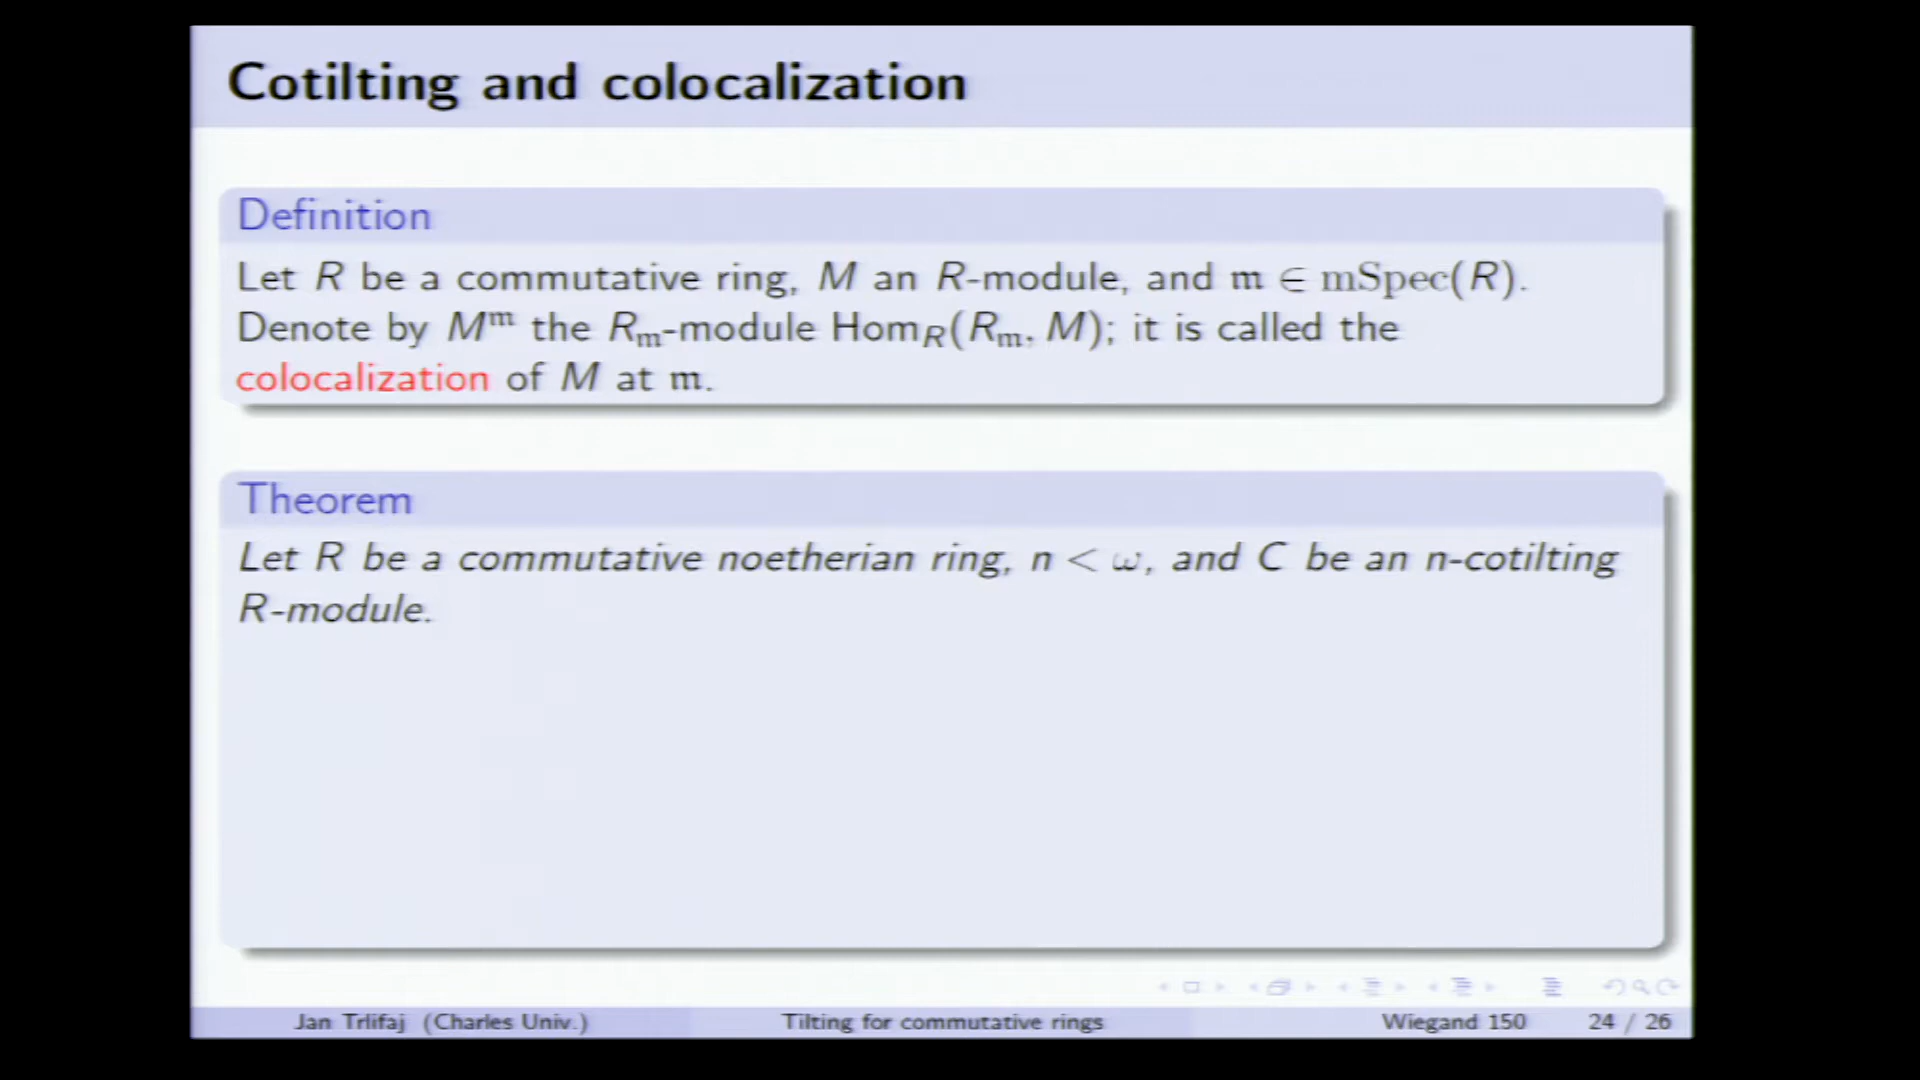 Cotilting and colocalization
Definition
Let R be a commutative ring, M an R-module, and 𝔪 ∈ mSpec(R).
Denote by M^𝔪 the R_𝔪-module Hom_R(R_𝔪, M); it is called the
colocalization of M at 𝔪.
Theorem
Let R be a commutative noetherian ring, n < ω, and C be an n-cotilting
R-module.
Jan Trlifaj (Charles Univ.) Tilting for commutative rings Wiegand 150 24 / 26